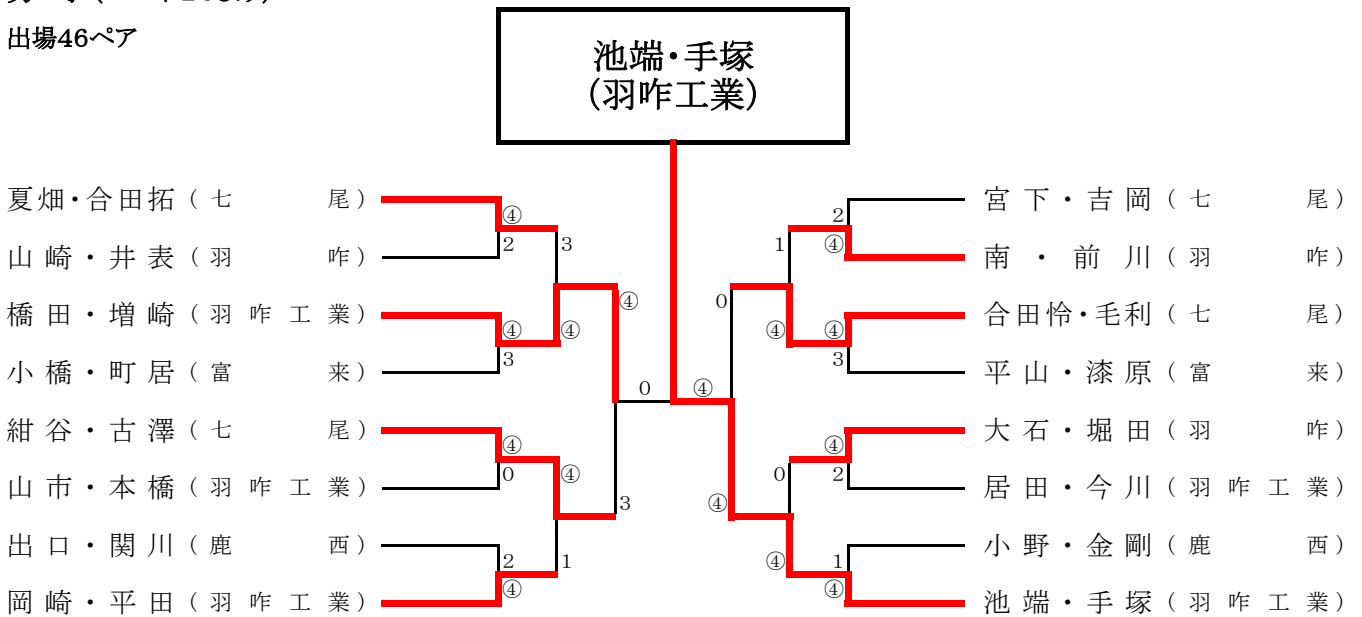 出場46ペア
池端・手塚
(羽咋工業)
夏畑・合田拓(七尾)
④
2
3
山崎・井表(羽咋)
橋田・増崎(羽咋工業)
④
④
④
3
小橋・町居(富来)
0
紺谷・古澤(七尾)
④
0
④
3
山市・本橋(羽咋工業)
出口・関川(鹿西)
2
1
④
岡崎・平田(羽咋工業)
宮下・吉岡(七尾)
2
1
④
南・前川(羽咋)
0
合田怜・毛利(七尾)
④
④
3
平山・漆原(富来)
④
大石・堀田(羽咋)
④
0
2
④
居田・今川(羽咋工業)
小野・金剛(鹿西)
④
1
④
池端・手塚(羽咋工業)